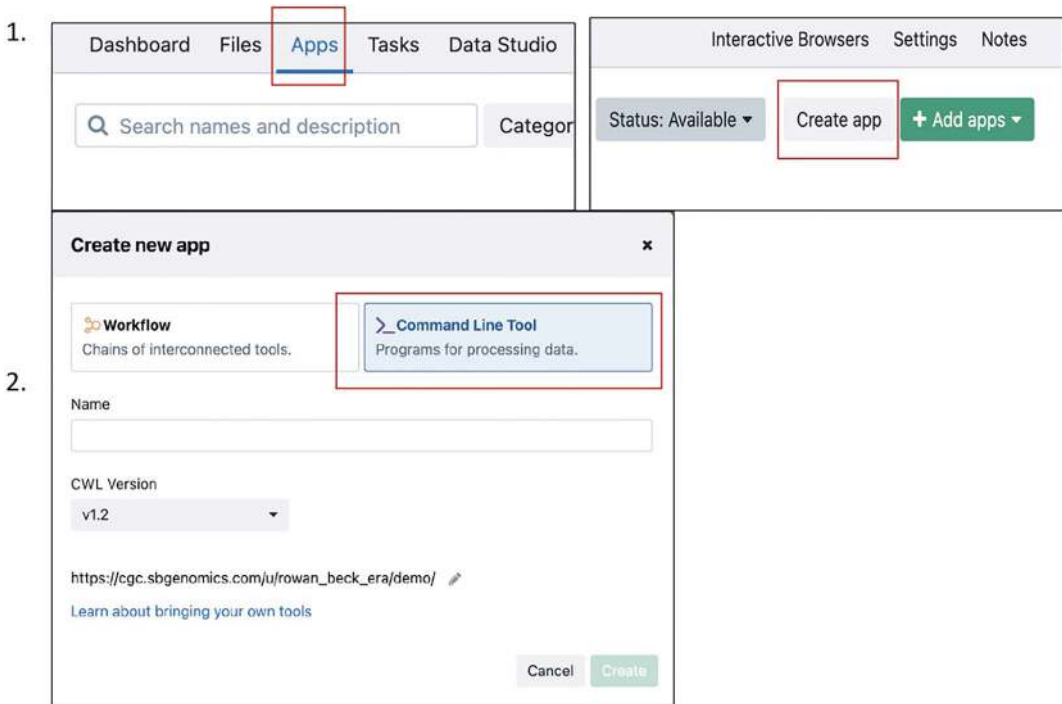 1.
Dashboard Files Apps Tasks Data Studio
Search names and description Categor
Interactive Browsers Settings Notes
Status: Available Create app + Add apps
2.
Create new app ×
Workflow
Chains of interconnected tools.
>_Command Line Tool
Programs for processing data.
Name
CWL Version
v1.2
https://cgc.sbgenomics.com/u/rowan_beck_era/demo/
Learn about bringing your own tools
Cancel Create